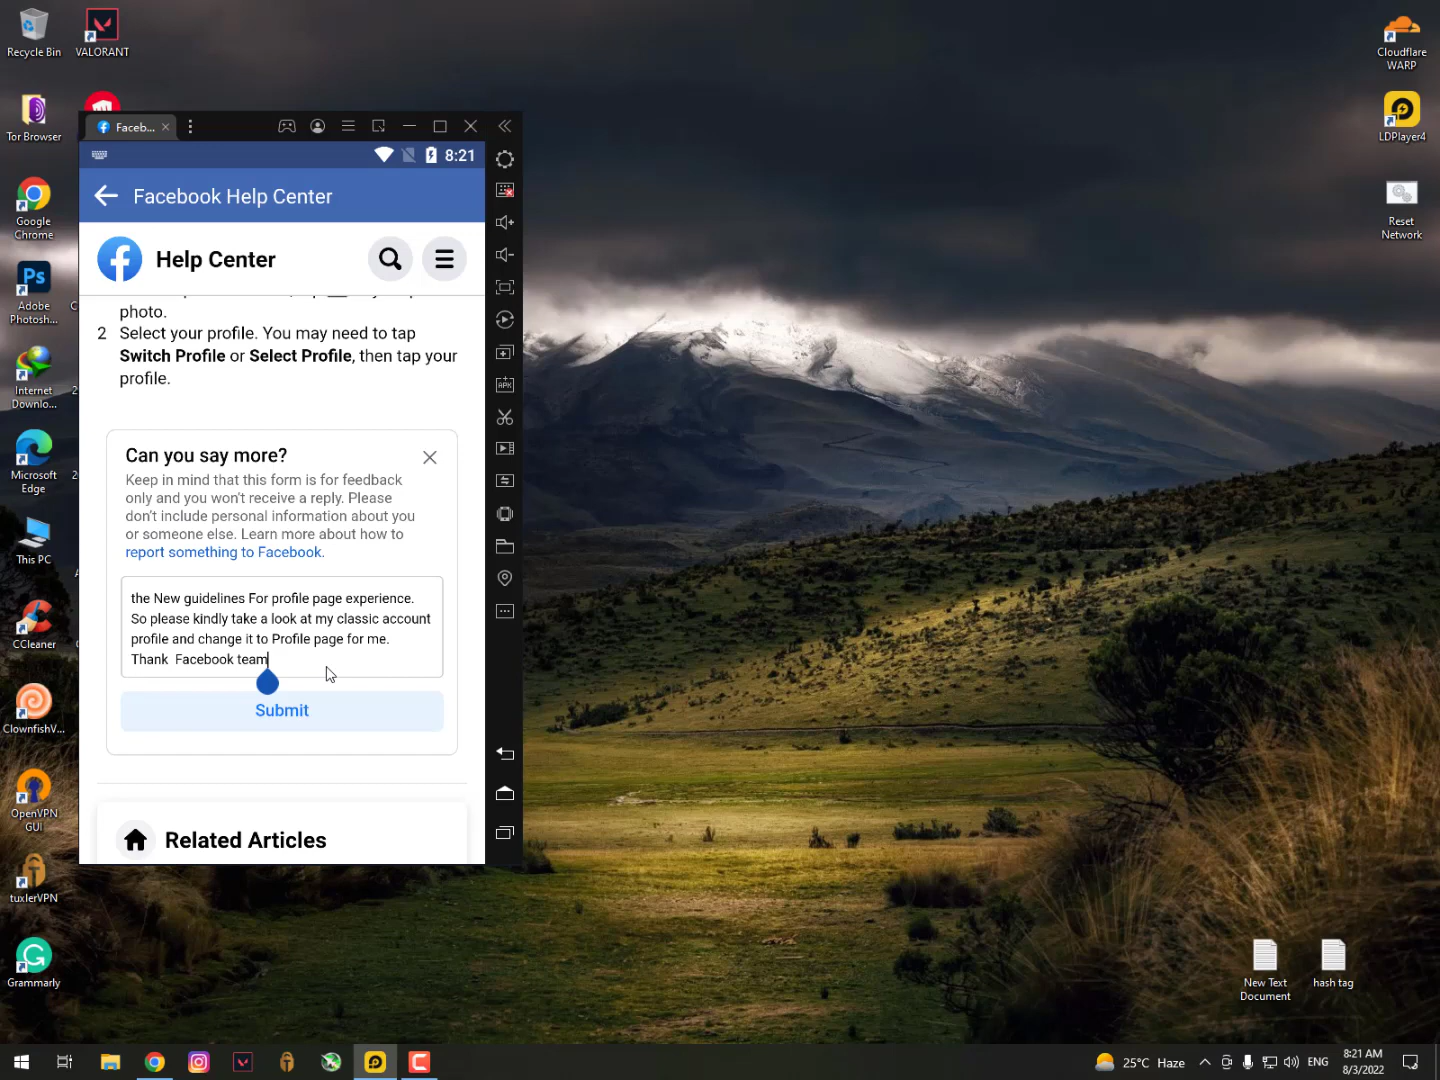 Recycle Bin
VALORANT
Tor Browser
Google
Chrome
Ps
Adobe
Photosh...
Internet
Downlo...
Microsoft
Edge
This PC
CCleaner
ClownfishV...
OpenVPN
GUI
tuxlerVPN
Grammarly
Faceb...
8:21
Facebook Help Center
Help Center
photo.
2 Select your profile. You may need to tap
Switch Profile or Select Profile, then tap your
profile.
Can you say more?
Keep in mind that this form is for feedback
only and you won't receive a reply. Please
don't include personal information about you
or someone else. Learn more about how to
report something to Facebook.
the New guidelines For profile page experience.
So please kindly take a look at my classic account
profile and change it to Profile page for me.
Thank  Facebook team
Submit
Related Articles
APK
Cloudflare
WARP
LDPlayer4
Reset
Network
New Text
Document
hash tag
25°C Haze
ENG
8:21 AM
8/3/2022